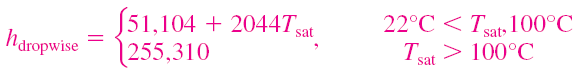 h_dropwise = { 51,104 + 2044T_sat, 22°C < T_sat, 100°C
255,310 T_sat > 100°C